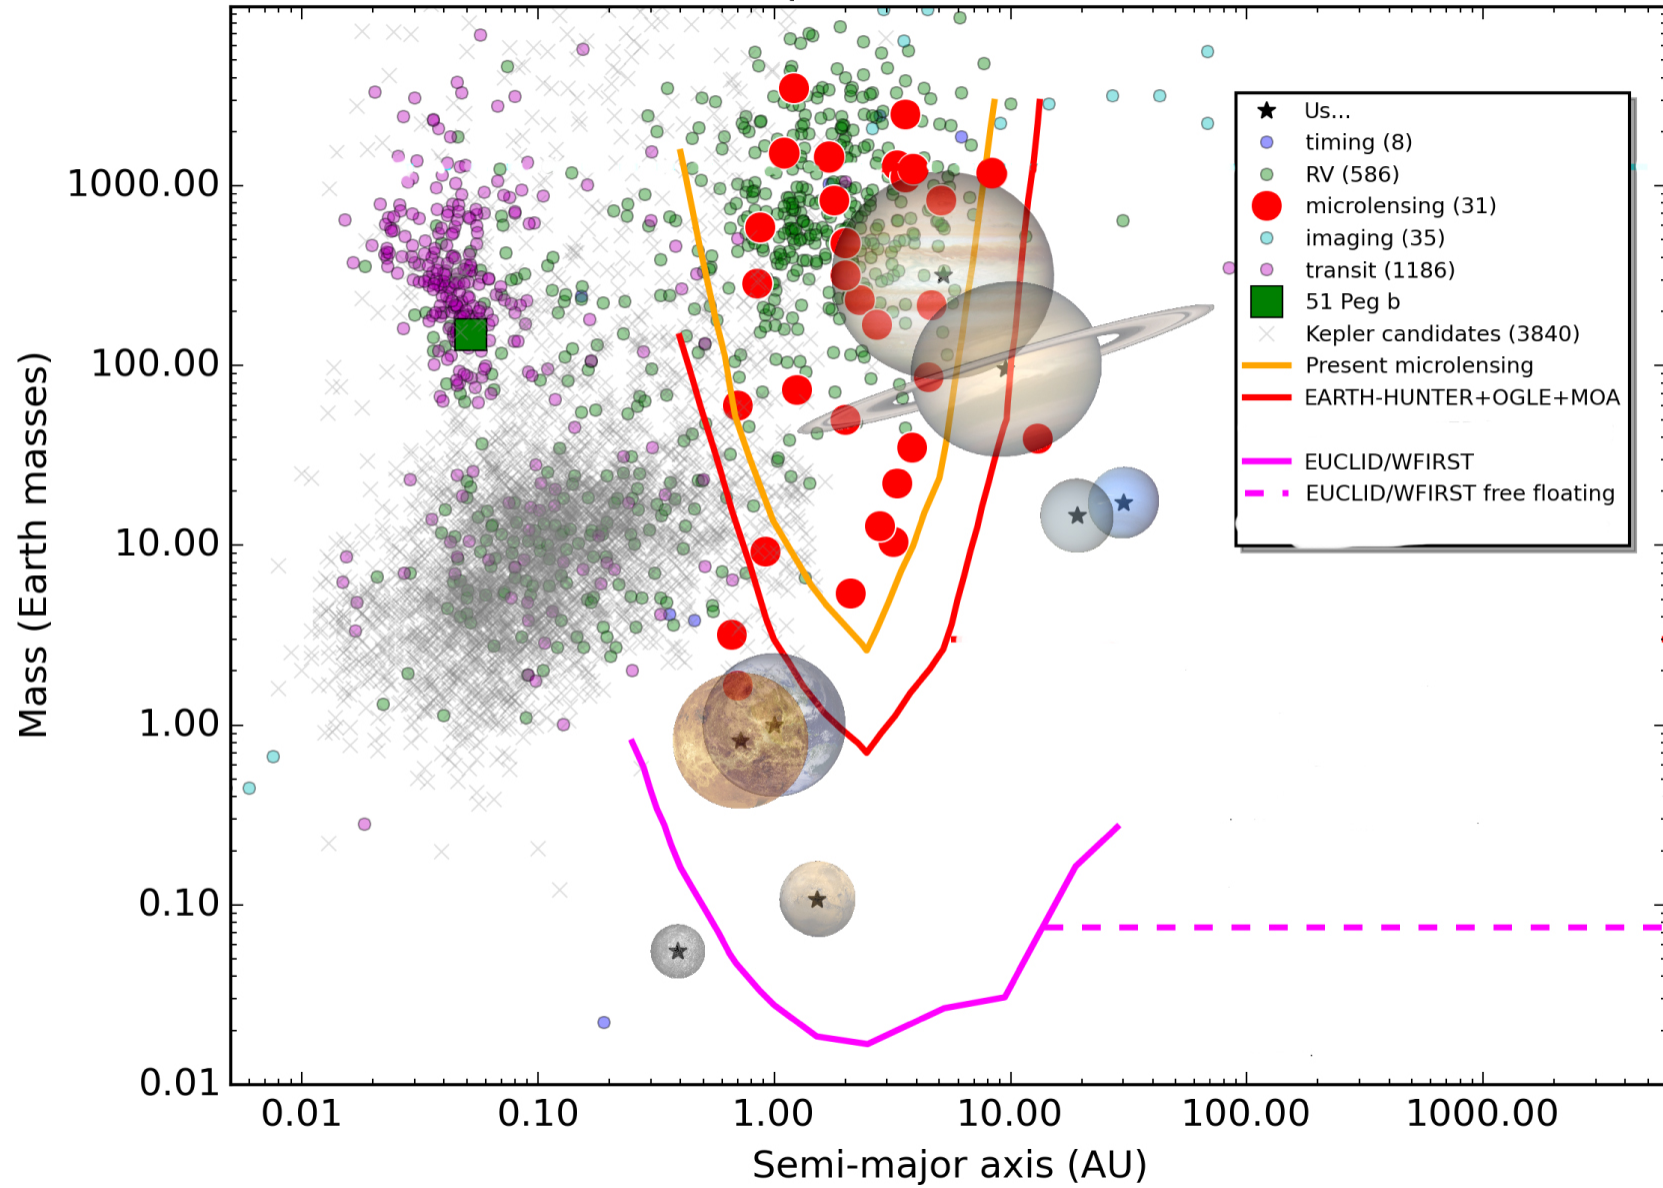 1000.00
100.00
10.00
1.00
0.10
0.01
Mass (Earth masses)
0.01
0.10
1.00
10.00
100.00
1000.00
Semi-major axis (AU)
Us...
timing (8)
RV (586)
microlensing (31)
imaging (35)
transit (1186)
51 Peg b
Kepler candidates (3840)
Present microlensing
EARTH-HUNTER+OGLE+MOA
EUCLID/WFIRST
EUCLID/WFIRST free floating